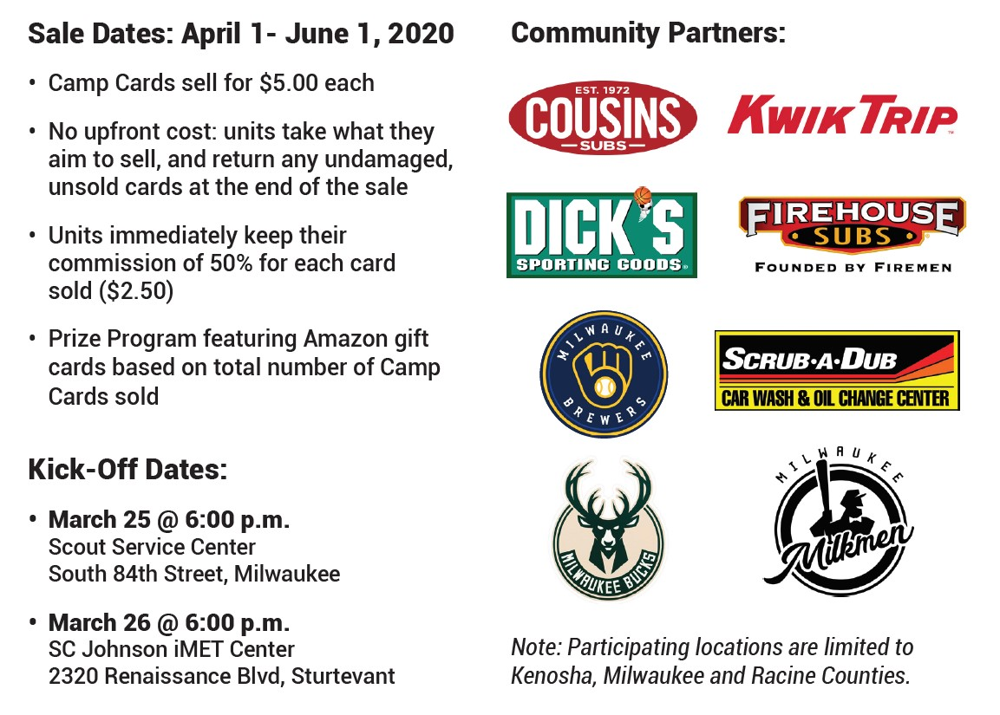 Sale Dates: April 1- June 1, 2020
• Camp Cards sell for $5.00 each
• No upfront cost: units take what they
aim to sell, and return any undamaged,
unsold cards at the end of the sale
• Units immediately keep their
commission of 50% for each card
sold ($2.50)
• Prize Program featuring Amazon gift
cards based on total number of Camp
Cards sold
Kick-Off Dates:
• March 25 @ 6:00 p.m.
Scout Service Center
South 84th Street, Milwaukee
• March 26 @ 6:00 p.m.
SC Johnson iMET Center
2320 Renaissance Blvd, Sturtevant
Community Partners:
EST. 1972
COUSINS
SUBS
KWIK TRIP™
DICK'S
SPORTING GOODS®
FIREHOUSE
SUBS®
FOUNDED BY FIREMEN
MILWAUKEE
BREWERS
SCRUB•A•DUB
CAR WASH & OIL CHANGE CENTER
MILWAUKEE BUCKS
MILWAUKEE
Milkmen
Note: Participating locations are limited to
Kenosha, Milwaukee and Racine Counties.